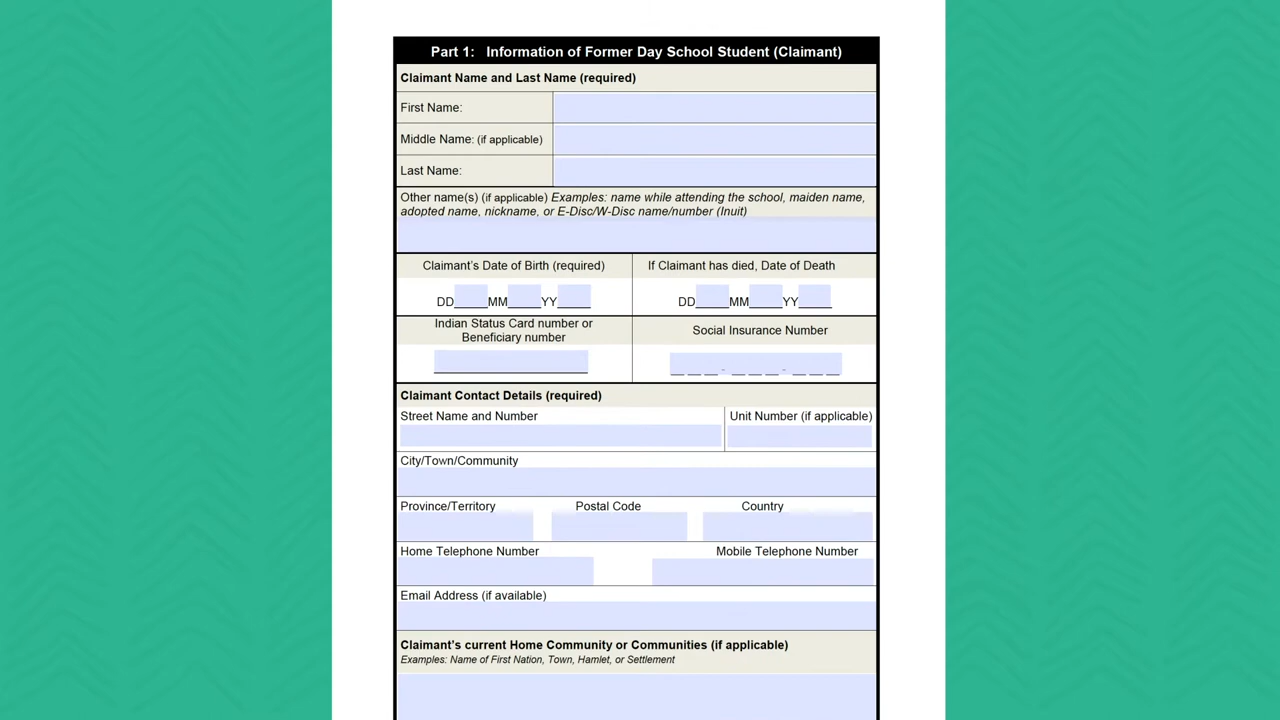 Part 1: Information of Former Day School Student (Claimant)
Claimant Name and Last Name (required)
First Name:
Middle Name: (if applicable)
Last Name:
Other name(s) (if applicable) Examples: name while attending the school, maiden name,
adopted name, nickname, or E-Disc/W-Disc name/number (Inuit)
Claimant's Date of Birth (required)
If Claimant has died, Date of Death
DD MM YY
DD MM YY
Indian Status Card number or
Beneficiary number
Social Insurance Number
Claimant Contact Details (required)
Street Name and Number
Unit Number (if applicable)
City/Town/Community
Province/Territory
Postal Code
Country
Home Telephone Number
Mobile Telephone Number
Email Address (if available)
Claimant's current Home Community or Communities (if applicable)
Examples: Name of First Nation, Town, Hamlet, or Settlement